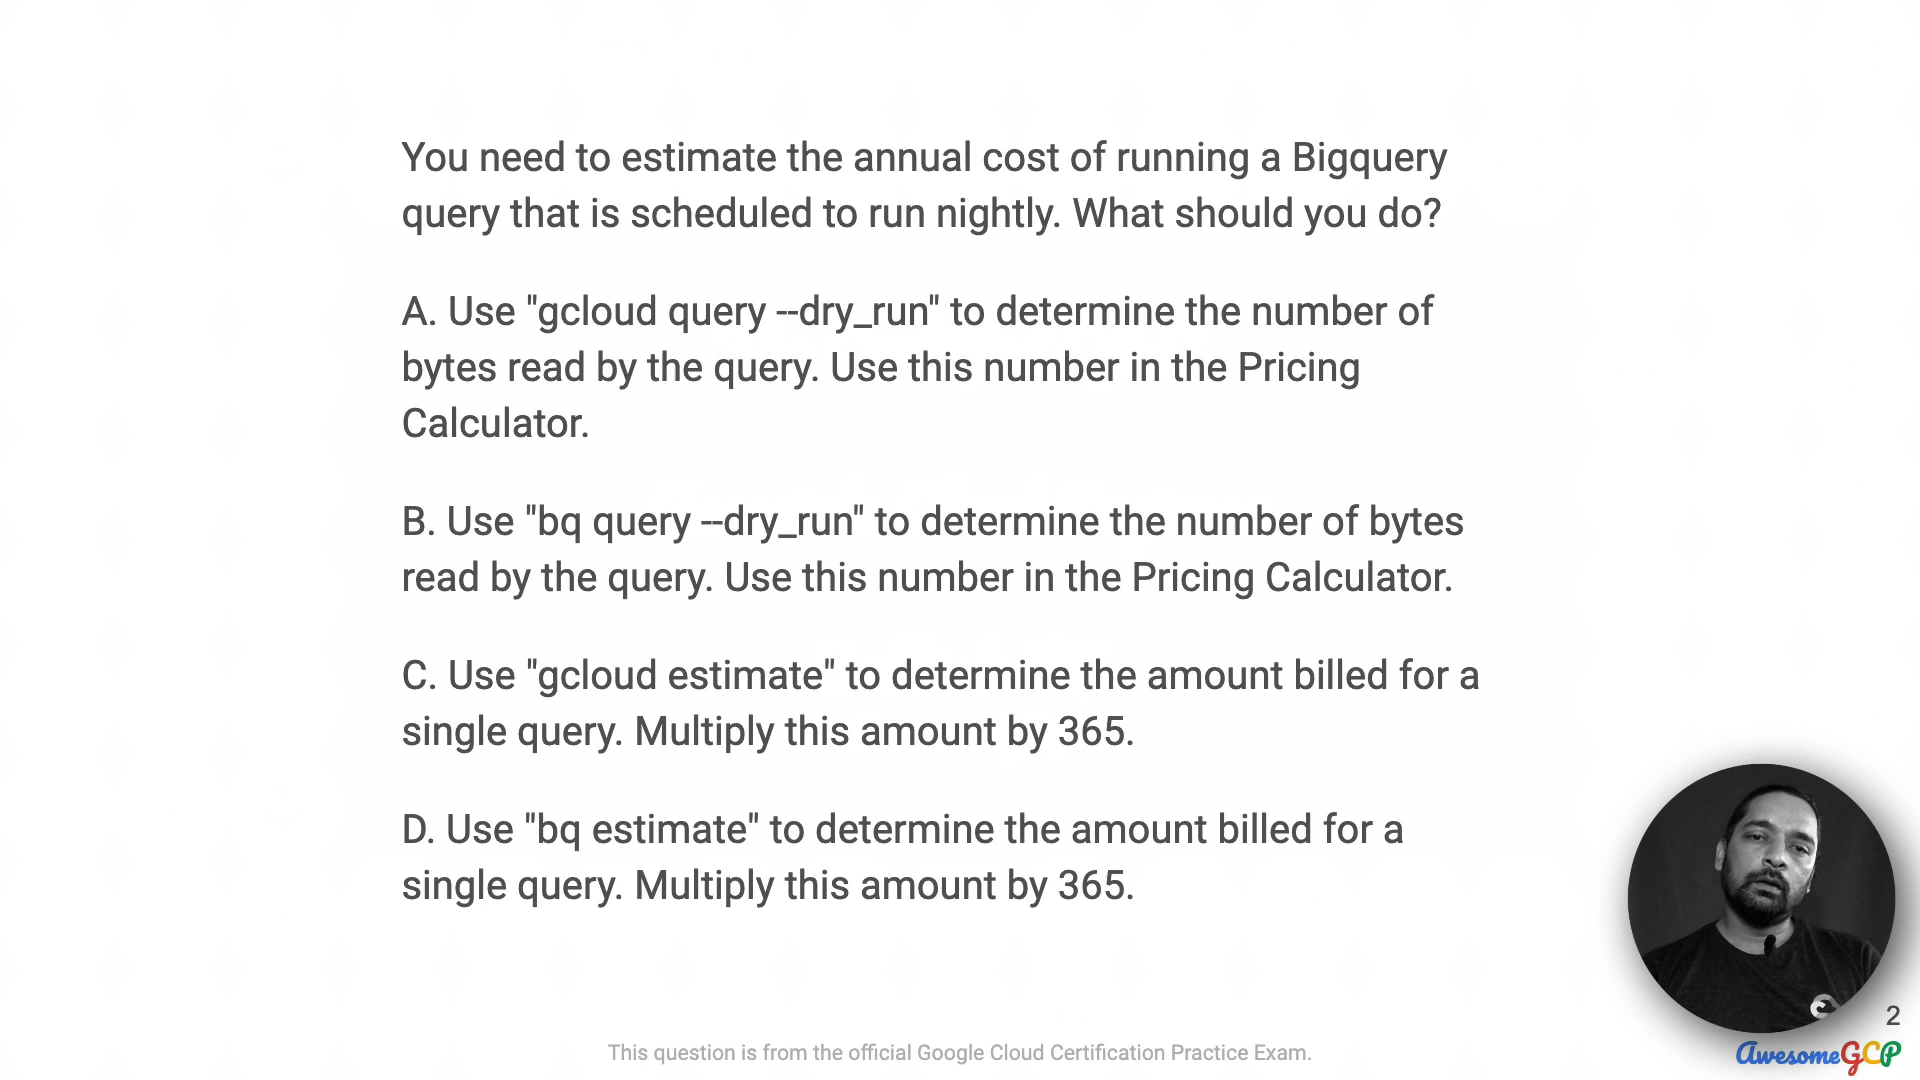 You need to estimate the annual cost of running a Bigquery
query that is scheduled to run nightly. What should you do?
A. Use "gcloud query --dry_run" to determine the number of
bytes read by the query. Use this number in the Pricing
Calculator.
B. Use "bq query --dry_run" to determine the number of bytes
read by the query. Use this number in the Pricing Calculator.
C. Use "gcloud estimate" to determine the amount billed for a
single query. Multiply this amount by 365.
D. Use "bq estimate" to determine the amount billed for a
single query. Multiply this amount by 365.
2
This question is from the official Google Cloud Certification Practice Exam.
AwesomeGCP